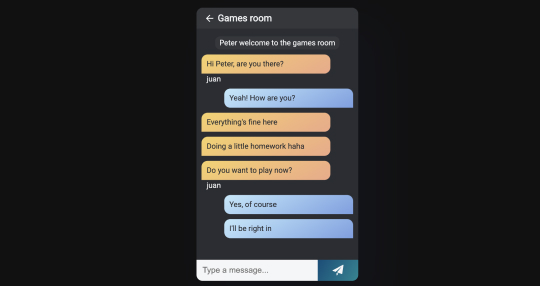 Games room
Peter welcome to the games room
Hi Peter, are you there?
juan
Yeah! How are you?
Everything's fine here
Doing a little homework haha
Do you want to play now?
juan
Yes, of course
I'll be right in
Type a message...